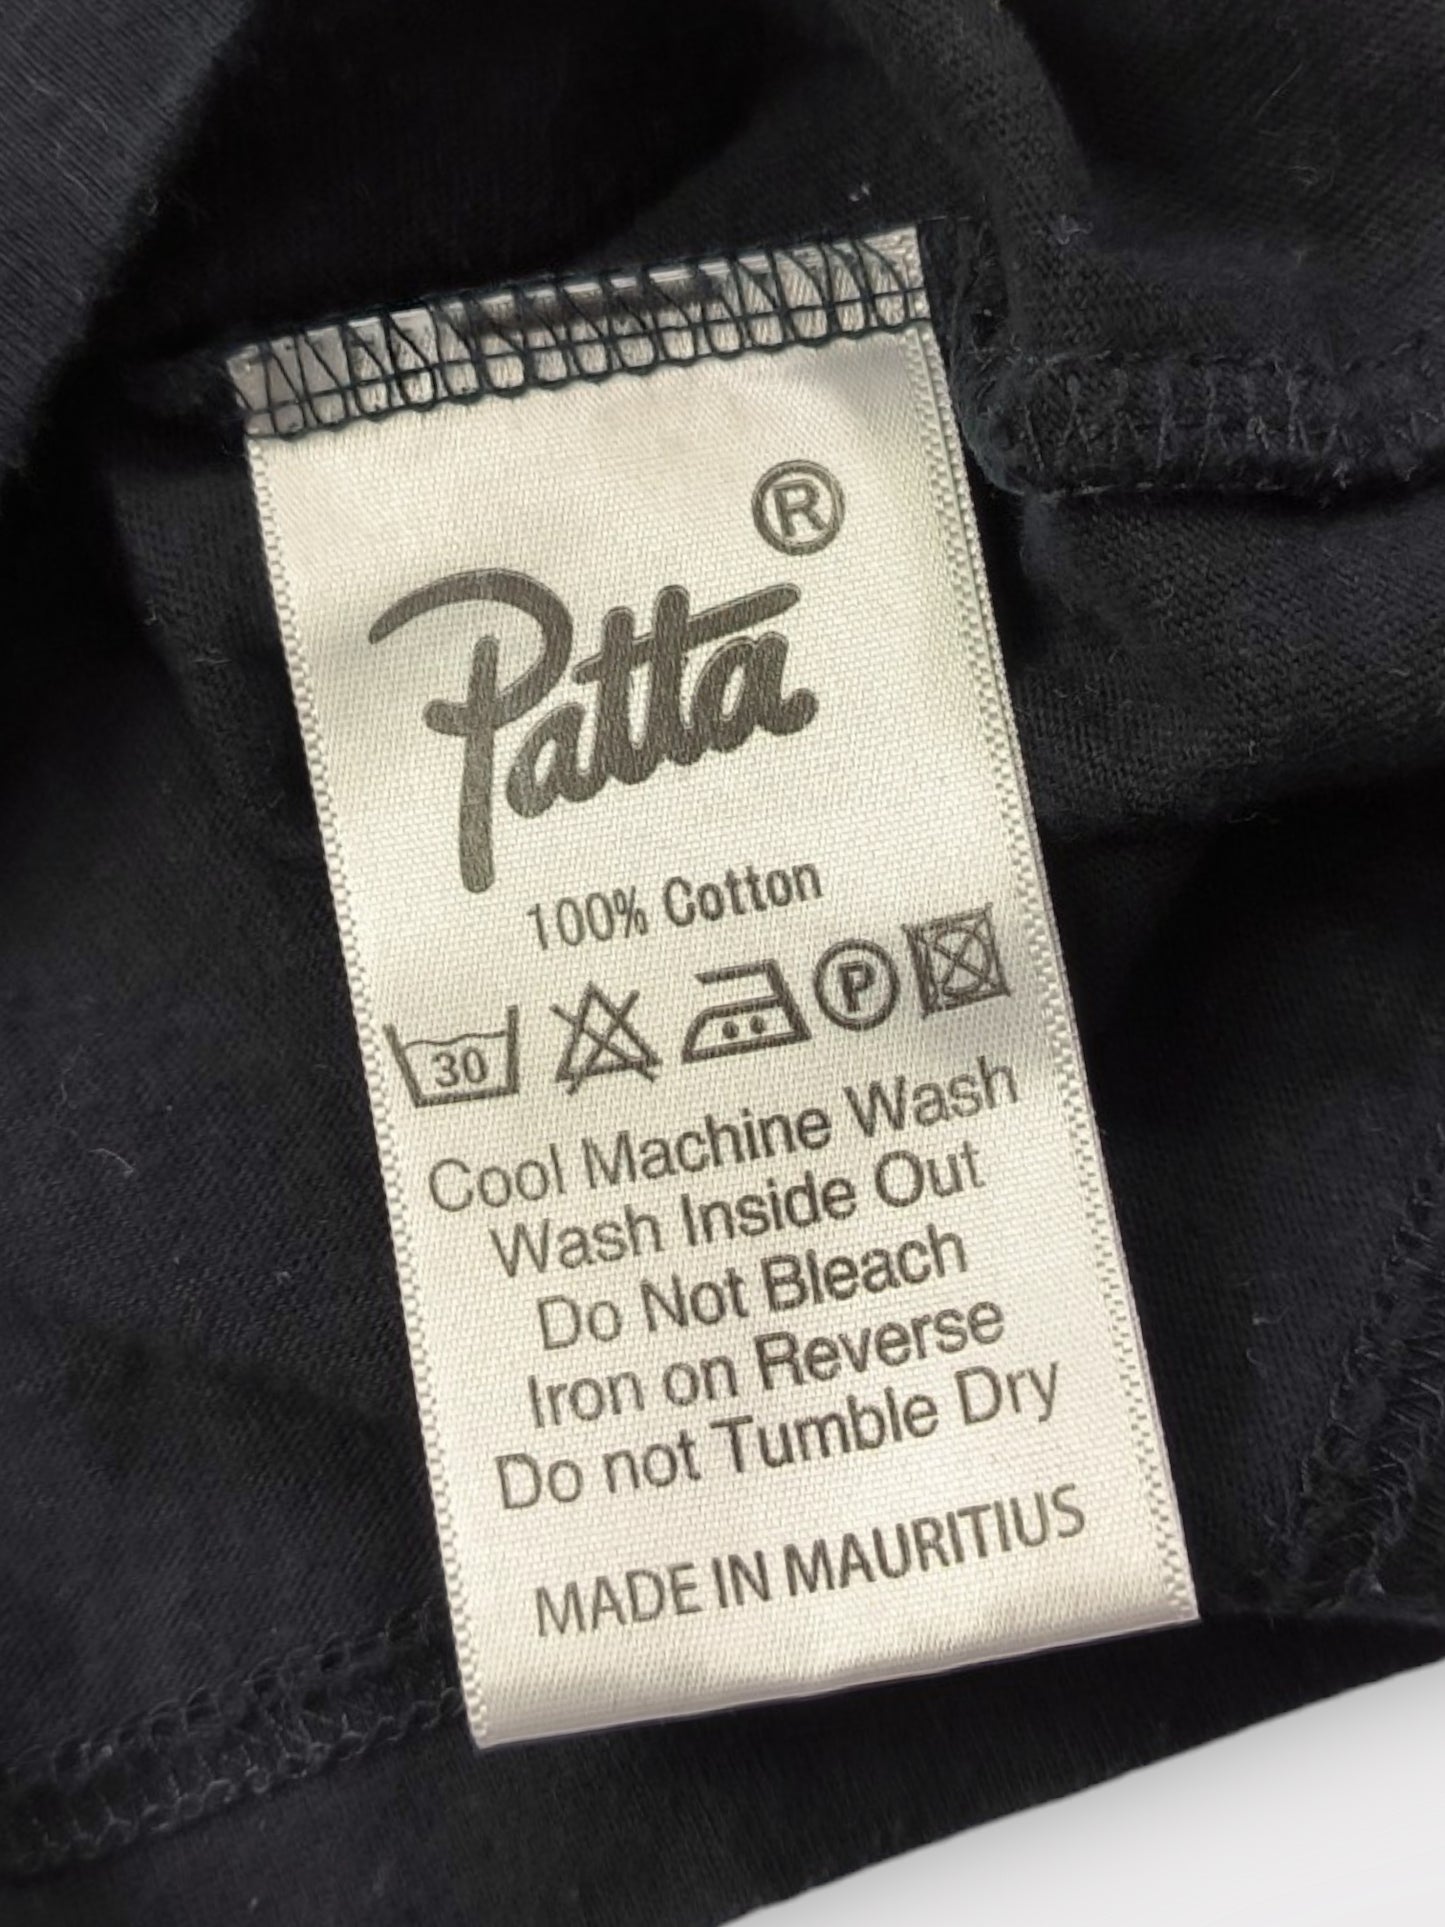 ®
Patta
100% Cotton
30 P
Cool Machine Wash
Wash Inside Out
Do Not Bleach
Iron on Reverse
Do not Tumble Dry
MADE IN MAURITIUS